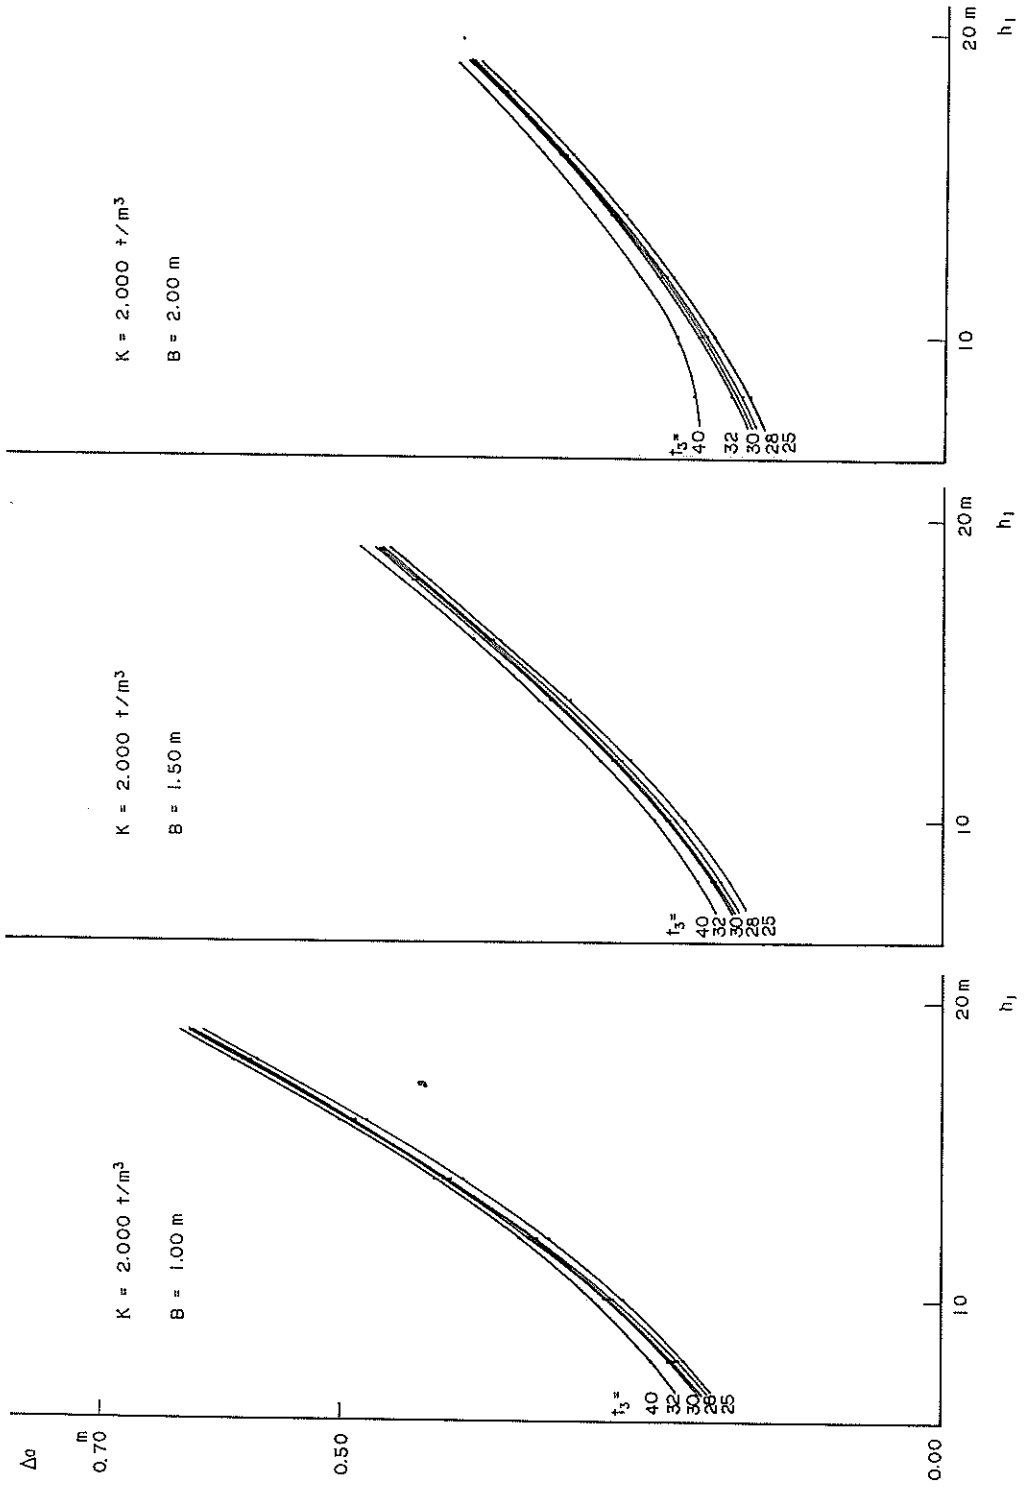 Δa
m
0.70
0.50
0.00
K = 2.000 t/m³
B = 1.00 m
t₃=
40
32
30
28
25
10
20 m
h₁
K = 2.000 t/m³
B = 1.50 m
t₃=
40
32
30
28
25
10
20 m
h₁
K = 2.000 t/m³
B = 2.00 m
t₃=
40
32
30
28
25
10
20 m
h₁